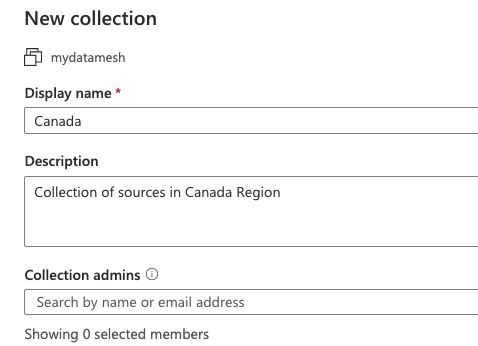 New collection
mydatamesh
Display name *
Canada
Description
Collection of sources in Canada Region
Collection admins
Search by name or email address
Showing 0 selected members